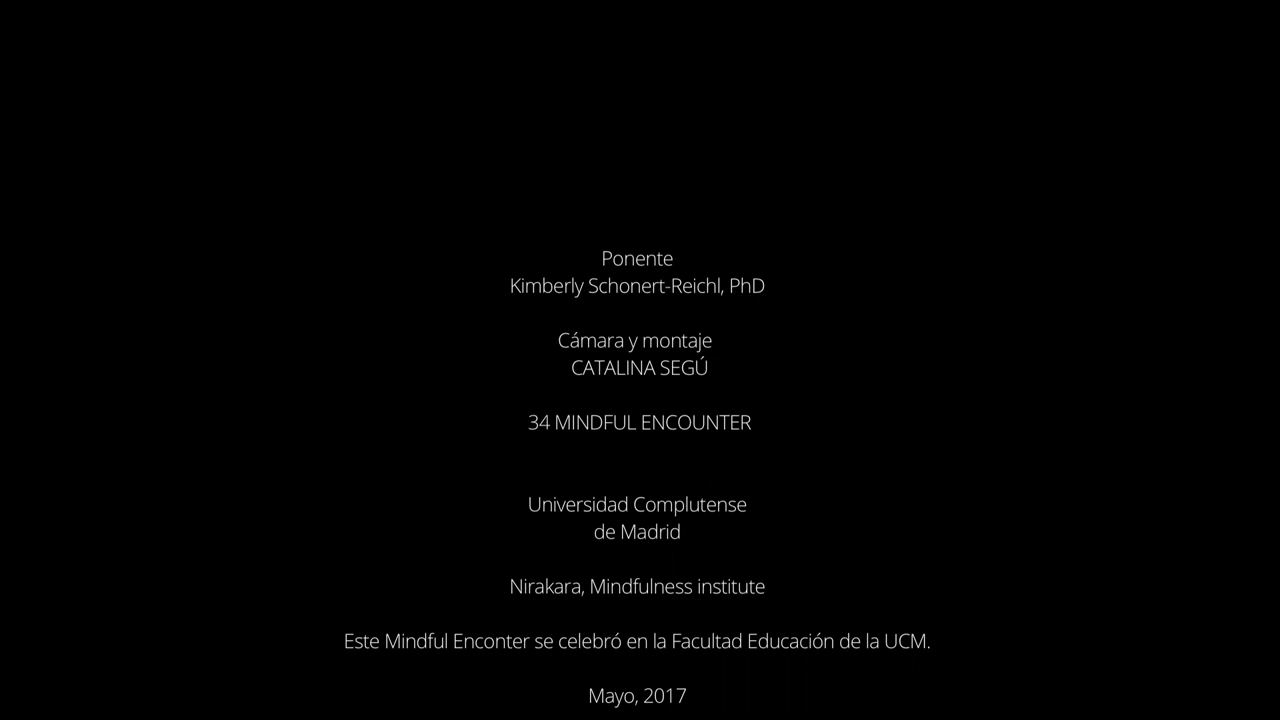 Ponente
Kimberly Schonert-Reichl, PhD
Cámara y montaje
CATALINA SEGÚ
34 MINDFUL ENCOUNTER
Universidad Complutense
de Madrid
Nirakara, Mindfulness institute
Este Mindful Enconter se celebró en la Facultad Educación de la UCM.
Mayo, 2017